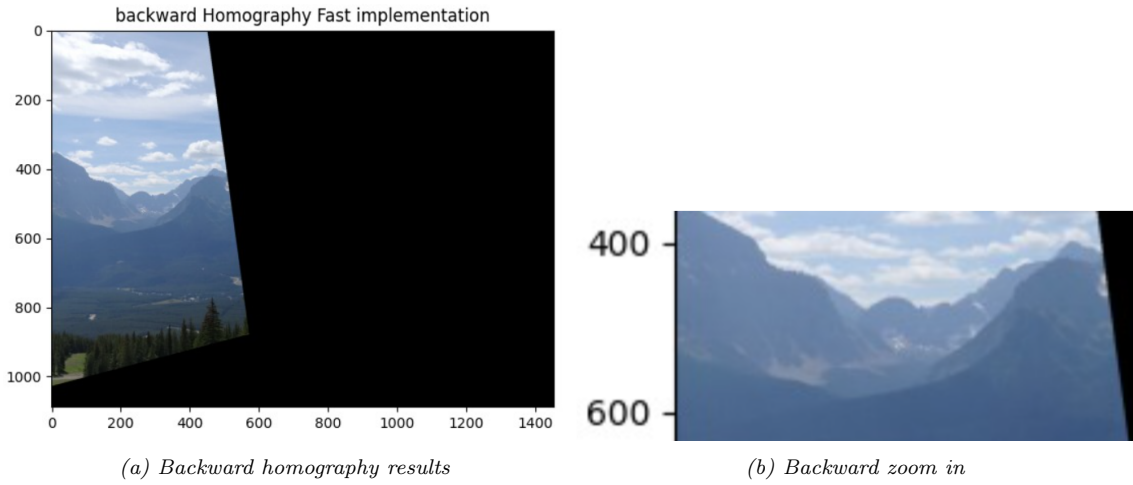 backward Homography Fast implementation
0
200
400
600
800
1000
0 200 400 600 800 1000 1200 1400
400
600
(a) Backward homography results
(b) Backward zoom in